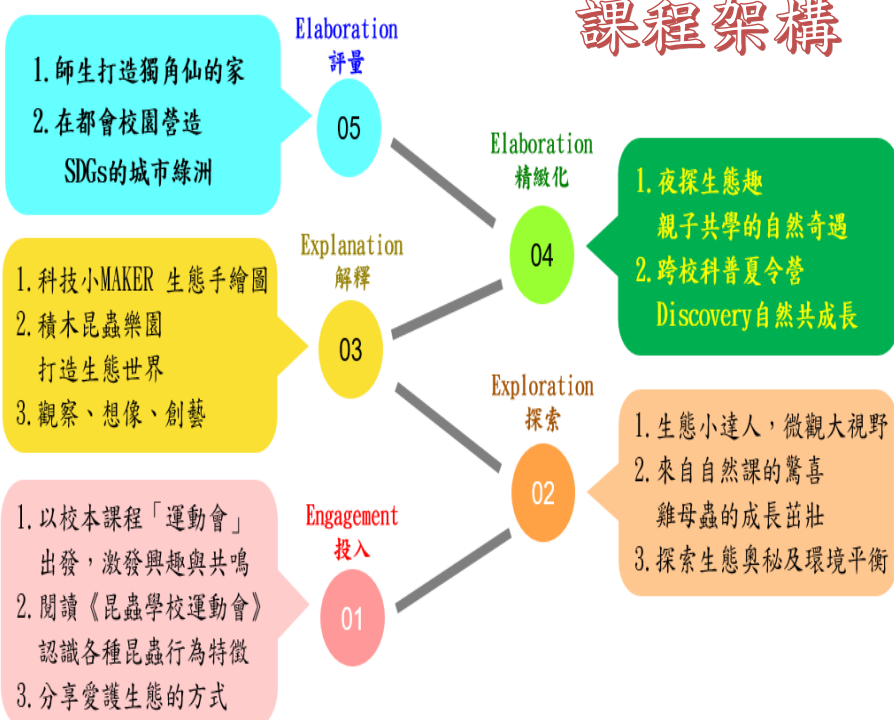 課程架構
Elaboration
評量
05
1.師生打造獨角仙的家
2.在都會校園營造
SDGs的城市綠洲
Elaboration
精緻化
04
1.夜探生態趣
親子共學的自然奇遇
2.跨校科普夏令營
Discovery自然共成長
Explanation
解釋
03
1.科技小MAKER 生態手繪圖
2.積木昆蟲樂園
打造生態世界
3.觀察、想像、創藝
Exploration
探索
02
1.生態小達人，微觀大視野
2.來自自然課的驚喜
雞母蟲的成長茁壯
3.探索生態奧秘及環境平衡
Engagement
投入
01
1.以校本課程「運動會」
出發，激發興趣與共鳴
2.閱讀《昆蟲學校運動會》
認識各種昆蟲行為特徵
3.分享愛護生態的方式